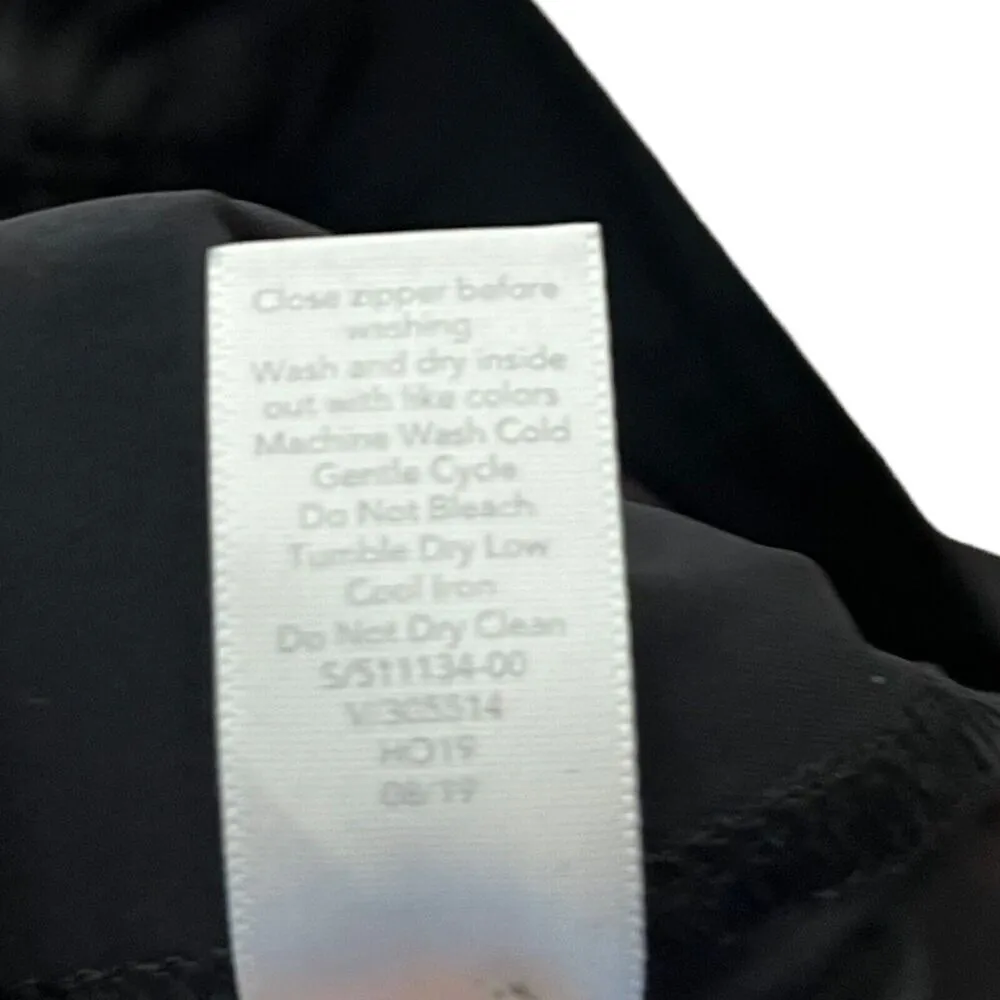 Close zipper before
washing
Wash and dry inside
out with like colors
Machine Wash Cold
Gentle Cycle
Do Not Bleach
Tumble Dry Low
Cool Iron
Do Not Dry Clean
S/511134-00
V/305514
HO19
08/19